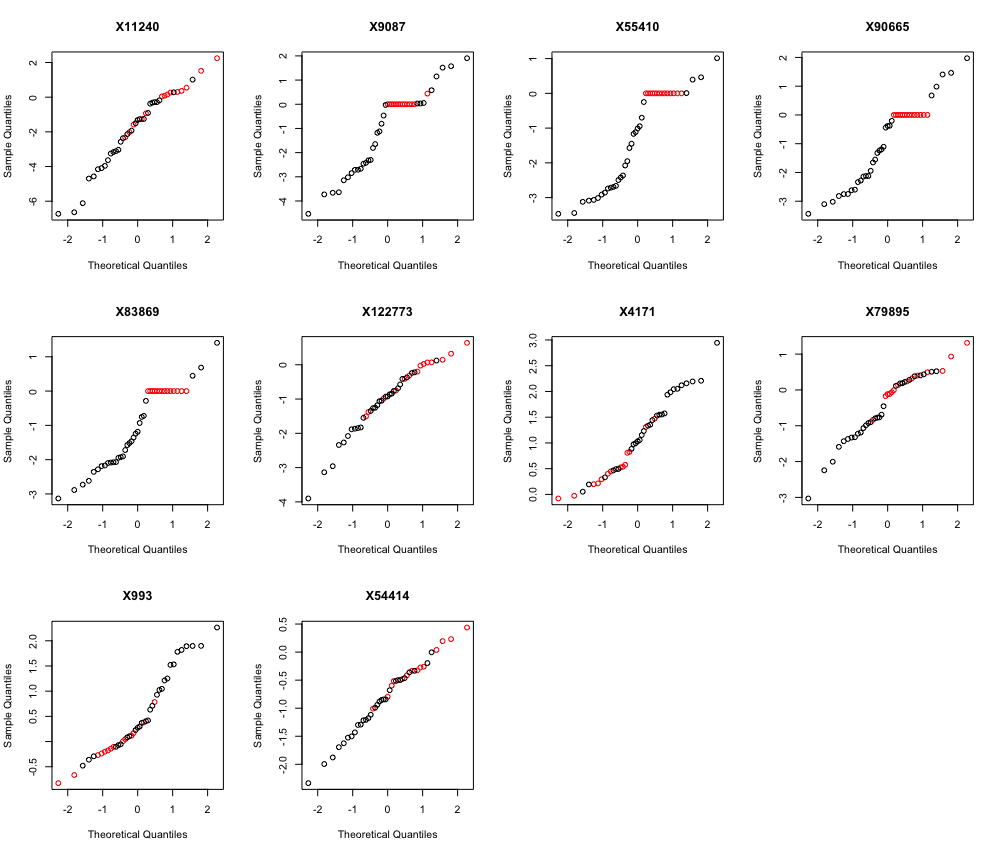 X11240
Sample Quantiles
2
0
-2
-4
-6
-2 -1 0 1 2
Theoretical Quantiles
X9087
Sample Quantiles
2
1
0
-1
-2
-3
-4
-2 -1 0 1 2
Theoretical Quantiles
X55410
Sample Quantiles
1
0
-1
-2
-3
-2 -1 0 1 2
Theoretical Quantiles
X90665
Sample Quantiles
2
1
0
-1
-2
-3
-2 -1 0 1 2
Theoretical Quantiles
X83869
Sample Quantiles
1
0
-1
-2
-3
-2 -1 0 1 2
Theoretical Quantiles
X122773
Sample Quantiles
0
-1
-2
-3
-4
-2 -1 0 1 2
Theoretical Quantiles
X4171
Sample Quantiles
3.0
2.5
2.0
1.5
1.0
0.5
0.0
-2 -1 0 1 2
Theoretical Quantiles
X79895
Sample Quantiles
1
0
-1
-2
-3
-2 -1 0 1 2
Theoretical Quantiles
X993
Sample Quantiles
2.0
1.5
1.0
0.5
-0.5
-2 -1 0 1 2
Theoretical Quantiles
X54414
Sample Quantiles
0.5
0.0
-0.5
-1.0
-1.5
-2.0
-2 -1 0 1 2
Theoretical Quantiles